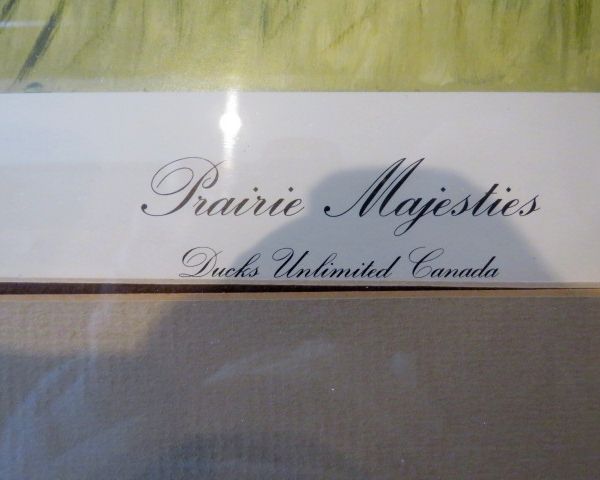 Prairie Majesties
Ducks Unlimited Canada